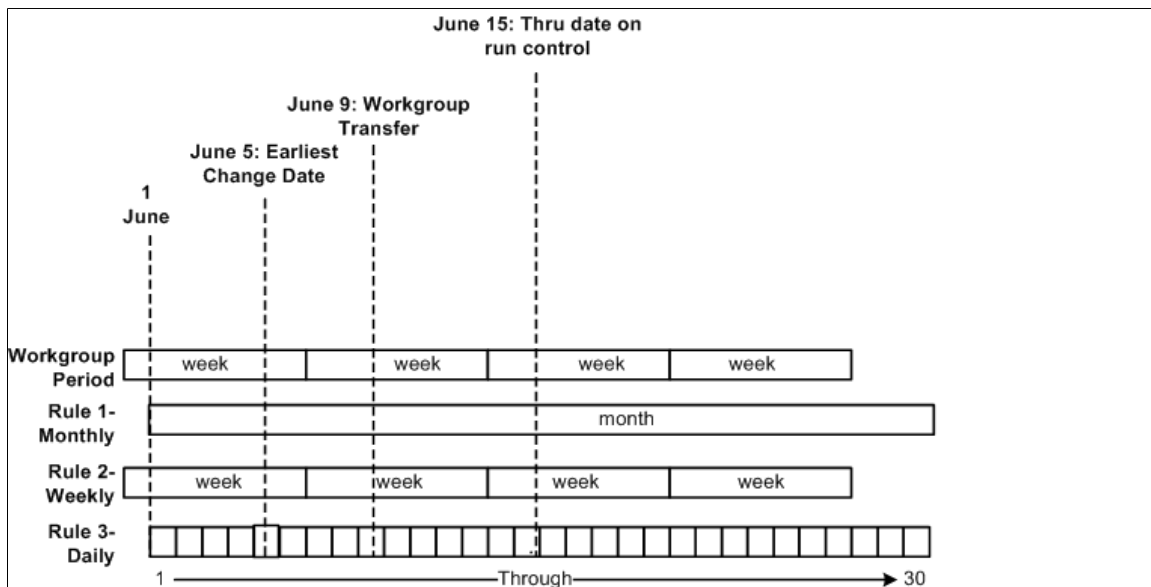 June 15: Thru date on
run control
June 9: Workgroup
Transfer
June 5: Earliest
Change Date
1
June
Workgroup
Period
week week week week
Rule 1-
Monthly
month
Rule 2-
Weekly
week week week week
Rule 3-
Daily
1 Through 30